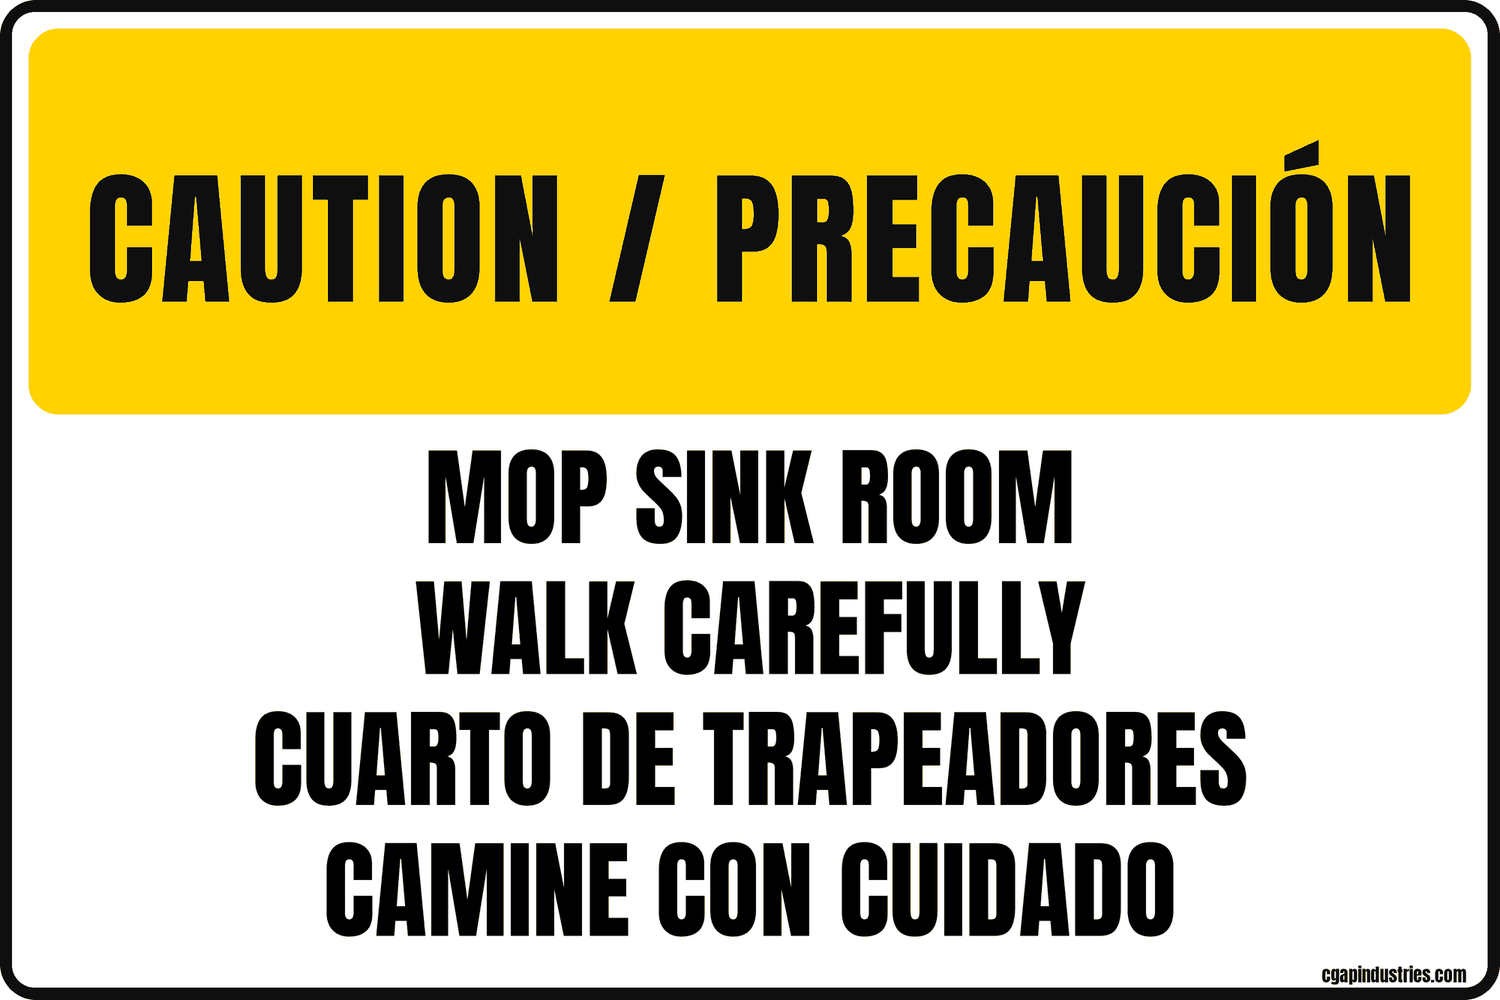 CAUTION / PRECAUCIÓN
MOP SINK ROOM
WALK CAREFULLY
CUARTO DE TRAPEADORES
CAMINE CON CUIDADO
cgapindustries.com